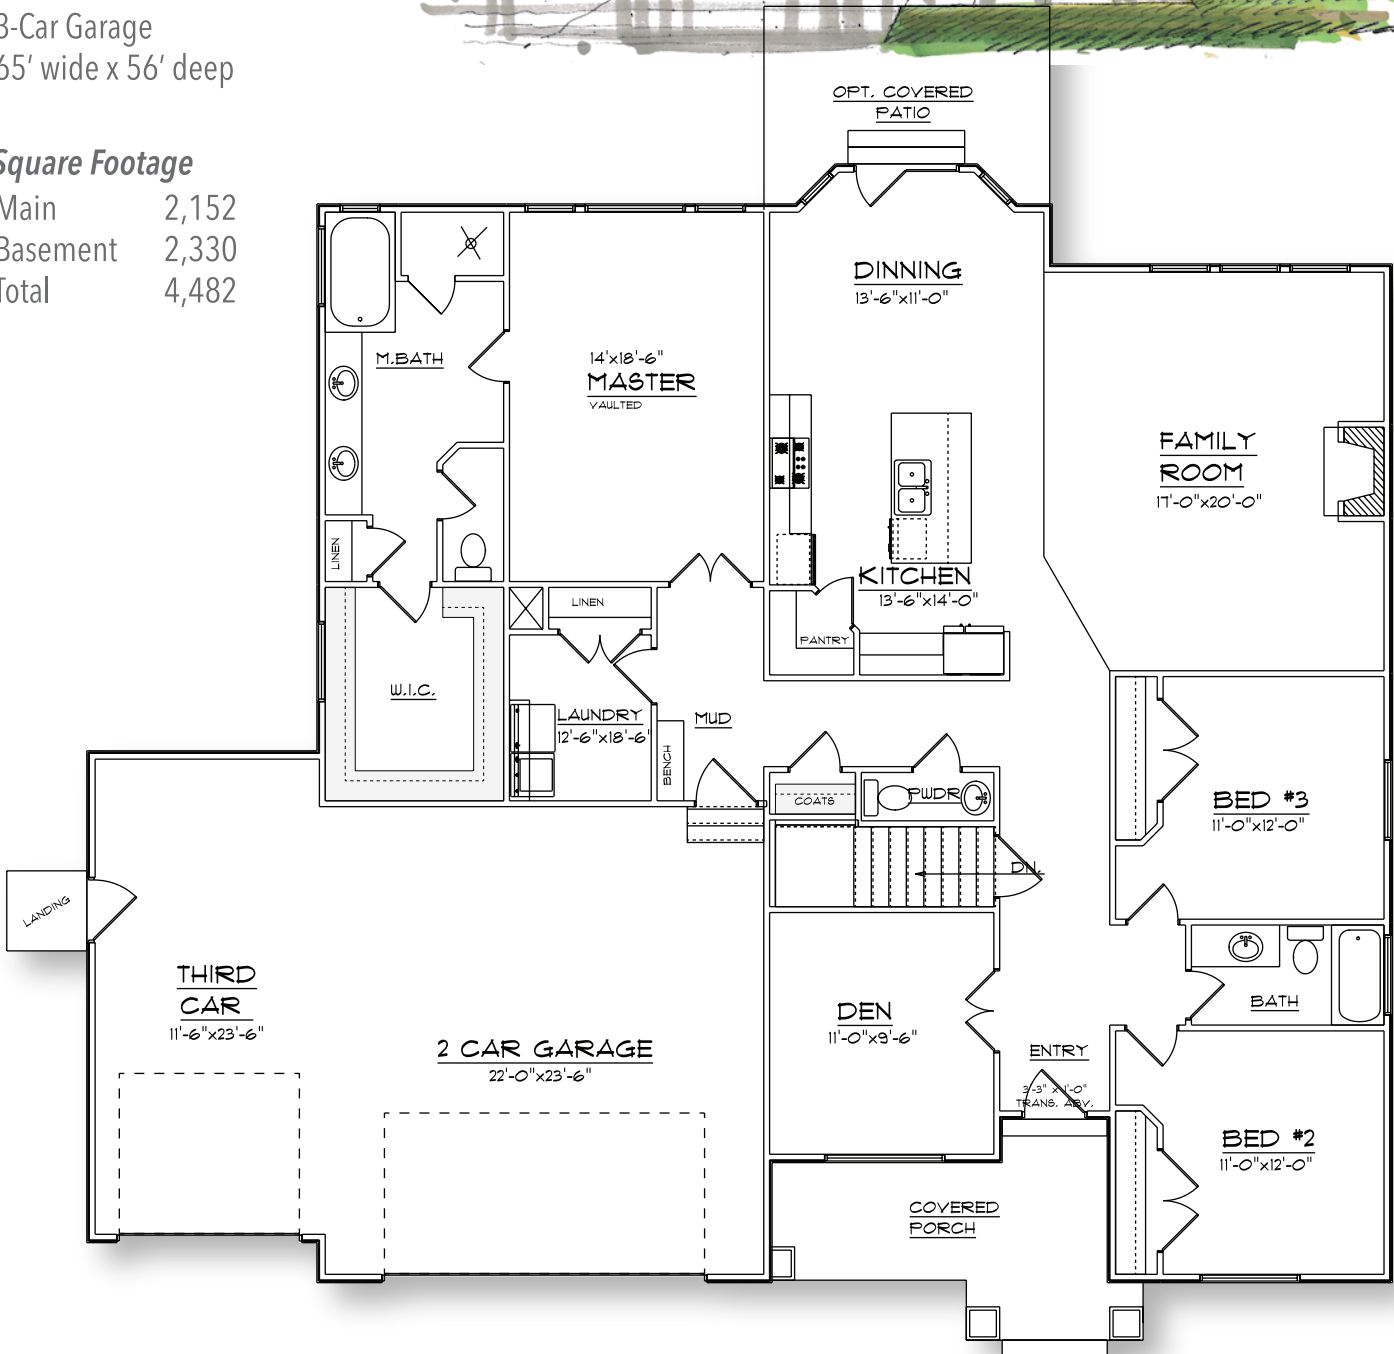 3-Car Garage
65' wide x 56' deep
Square Footage
Main 2,152
Basement 2,330
Total 4,482
OPT. COVERED
PATIO
DINNING
13'-6"x11'-0"
M.BATH
14'x18'-6"
MASTER
VAULTED
FAMILY
ROOM
17'-0"x20'-0"
LINEN
KITCHEN
13'-6"x14'-0"
LINEN
PANTRY
W.I.C.
LAUNDRY
12'-6"x18'-6"
MUD
BENCH
COATS
PWDR
BED #3
11'-0"x12'-0"
DN.
LANDING
THIRD
CAR
11'-6"x23'-6"
DEN
11'-0"x9'-6"
BATH
2 CAR GARAGE
22'-0"x23'-6"
ENTRY
3'-3" x 1'-0"
TRANS. ABV.
BED #2
11'-0"x12'-0"
COVERED
PORCH